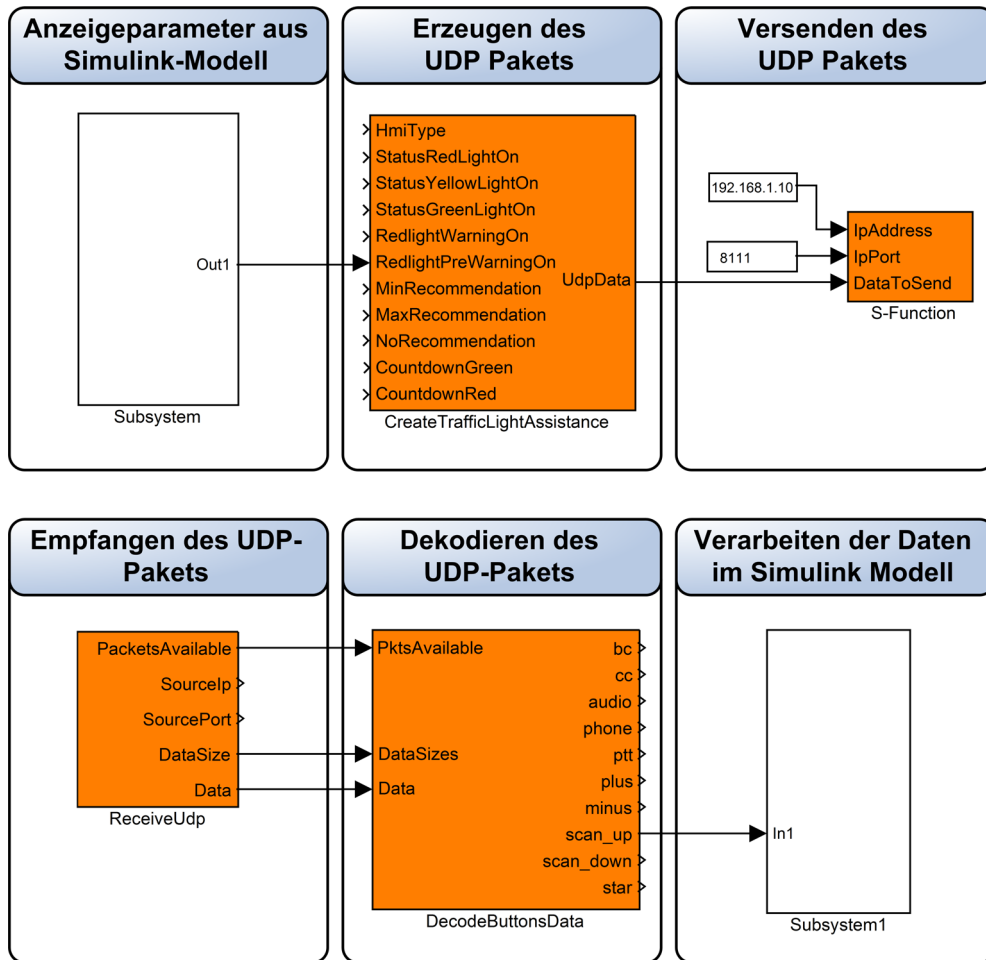 Anzeigeparameter aus
Simulink-Modell
Out1
Subsystem
Erzeugen des
UDP Pakets
HmiType
StatusRedLightOn
StatusYellowLightOn
StatusGreenLightOn
RedlightWarningOn
RedlightPreWarningOn
MinRecommendation
MaxRecommendation
NoRecommendation
CountdownGreen
CountdownRed
UdpData
CreateTrafficLightAssistance
Versenden des
UDP Pakets
192.168.1.10
8111
IpAddress
IpPort
DataToSend
S-Function
Empfangen des UDP-
Pakets
PacketsAvailable
SourceIp
SourcePort
DataSize
Data
ReceiveUdp
Dekodieren des
UDP-Pakets
PktsAvailable
DataSizes
Data
bc
cc
audio
phone
ptt
plus
minus
scan_up
scan_down
star
DecodeButtonsData
Verarbeiten der Daten
im Simulink Modell
In1
Subsystem1